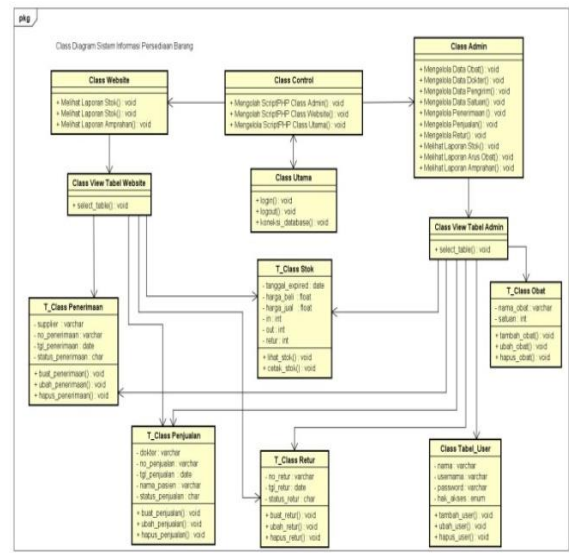 pkg
Class Diagram Sistem Informasi Persediaan Barang
Class Website
+ Melihat Laporan Stok() : void
+ Melihat Laporan Stok() : void
+ Melihat Laporan Amprahan() : void
Class Control
+ Mengolah ScriptPHP Class Admin() : void
+ Mengolah ScriptPHP Class Website() : void
+ Mengelola ScriptPHP Class Utama() : void
Class Admin
+ Mengelola Data Obat() : void
+ Mengelola Data Dokter() : void
+ Mengelola Data Pengirim() : void
+ Mengelola Data Satuan() : void
+ Mengelola Penerimaan() : void
+ Mengelola Penjualan() : void
+ Mengelola Retur() : void
+ Melihat Laporan Stok() : void
+ Melihat Laporan Arus Obat() : void
+ Melihat Laporan Amprahan() : void
Class Utama
+ login() : void
+ logout() : void
+ koneksi_database() : void
Class View Tabel Website
+ select_table() : void
Class View Tabel Admin
+ select_table() : void
T_Class Stok
- tanggal_expired : date
- harga_beli : float
- harga_jual : float
- in : int
- out : int
- retur : int
+ lihat_stok() : void
+ cetak_stok() : void
T_Class Obat
- nama_obat : varchar
- satuan : int
+ tambah_obat() : void
+ ubah_obat() : void
+ hapus_obat() : void
T_Class Penerimaan
- supplier : varchar
- no_penerimaan : varchar
- tgl_penerimaan : date
- status_penerimaan : char
+ buat_penerimaan() : void
+ ubah_penerimaan() : void
+ hapus_penerimaan() : void
T_Class Penjualan
- dokter : varchar
- no_penjualan : varchar
- tgl_penjualan : date
- nama_pasien : varchar
- status_penjualan : char
+ buat_penjualan() : void
+ ubah_penjualan() : void
+ hapus_penjualan() : void
T_Class Retur
- no_retur : varchar
- tgl_retur : date
- status_retur : char
+ buat_retur() : void
+ ubah_retur() : void
+ hapus_retur() : void
Class Tabel_User
- nama : varchar
- username : varchar
- password : varchar
- hak_akses : enum
+ tambah_user() : void
+ ubah_user() : void
+ hapus_user() : void